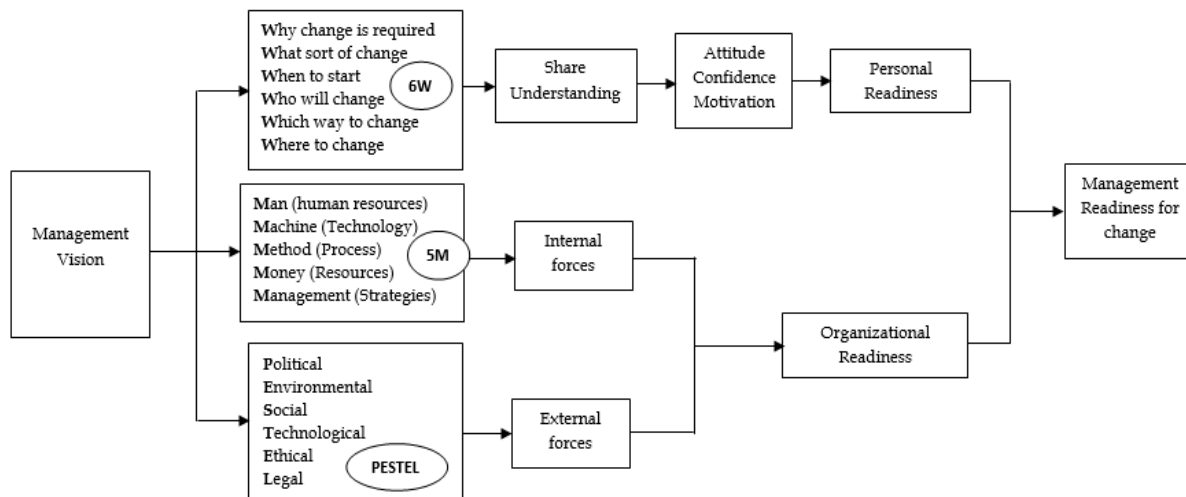 Why change is required
What sort of change
When to start
Who will change
Which way to change
Where to change
6W
Share
Understanding
Attitude
Confidence
Motivation
Personal
Readiness
Management
Vision
Man (human resources)
Machine (Technology)
Method (Process)
Money (Resources)
Management (Strategies)
5M
Internal
forces
Management
Readiness for
change
Political
Environmental
Social
Technological
Ethical
Legal
PESTEL
External
forces
Organizational
Readiness